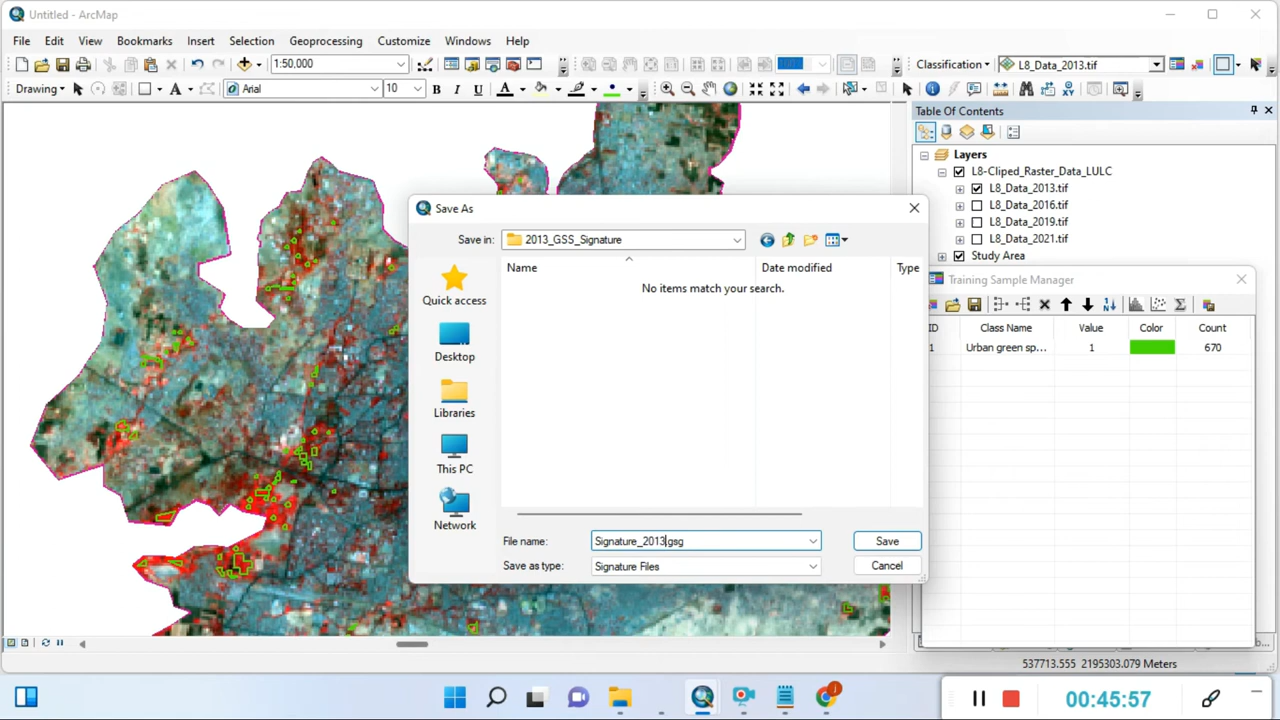 Untitled - ArcMap
File Edit View Bookmarks Insert Selection Geoprocessing Customize Windows Help
1:50,000
Classification
L8_Data_2013.tif
Drawing
Arial
10
B I U A
Table Of Contents
Layers
L8-Cliped_Raster_Data_LULC
L8_Data_2013.tif
L8_Data_2016.tif
L8_Data_2019.tif
L8_Data_2021.tif
Study Area
Save As
Save in:
2013_GSS_Signature
Name Date modified Type
No items match your search.
Quick access
Desktop
Libraries
This PC
Network
File name:
Signature_2013.gsg
Save
Save as type:
Signature Files
Cancel
Training Sample Manager
ID Class Name Value Color Count
1 Urban green sp... 1 670
537713.555 2195303.079 Meters
00:45:57